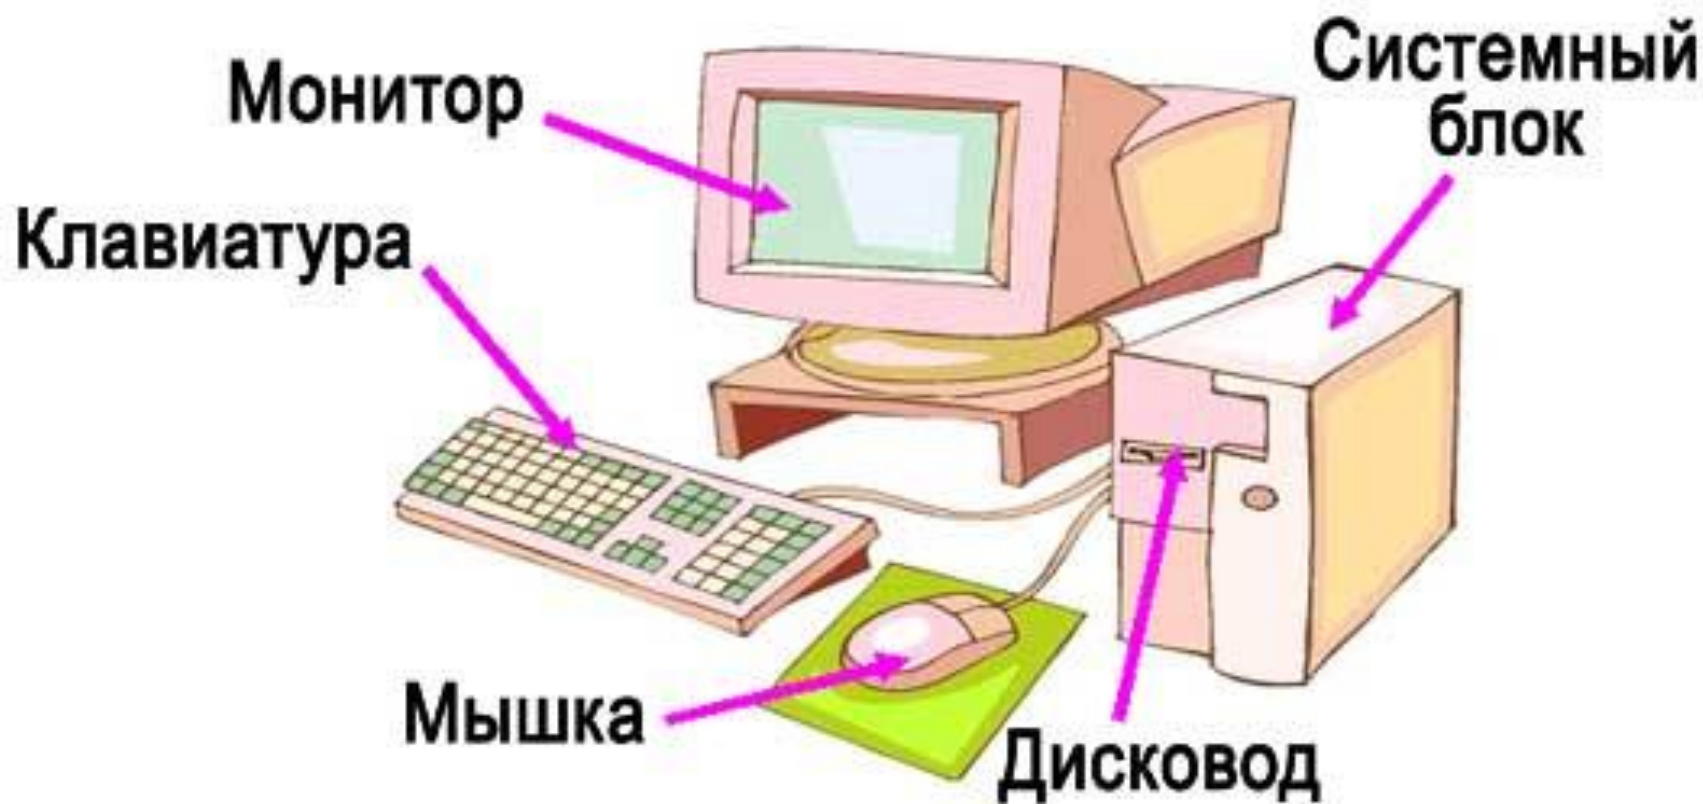 Монитор
Системный
блок
Клавиатура
Мышка
Дисковод